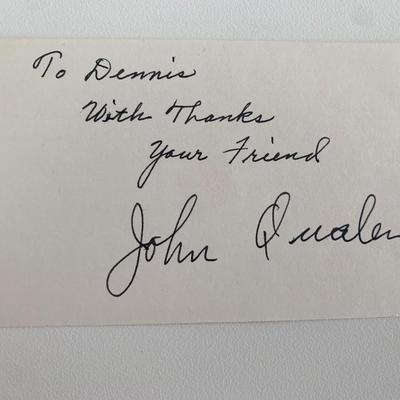 To Dennis
With Thanks
Your Friend
John Qualen